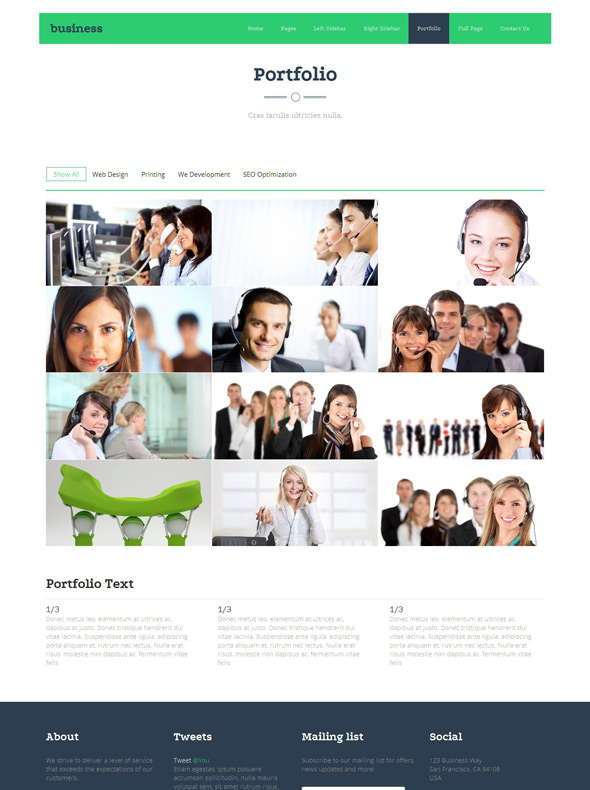 business
Home Pages Left Sidebar Right Sidebar Portfolio Full Page Contact Us
Portfolio
Cras iaculis ultricies nulla.
Show All Web Design Printing We Development SEO Optimization
Portfolio Text
1/3
Donec metus leo, elementum at ultrices ac,
dapibus at justo. Donec tristique hendrerit dui
vitae lacinia. Suspendisse ante ligula, adipiscing
porta aliquam et, rutrum nec lectus. Nulla erat
risus, molestie non dapibus ac, fermentum vitae
felis
1/3
Donec metus leo, elementum at ultrices ac,
dapibus at justo. Donec tristique hendrerit dui
vitae lacinia. Suspendisse ante ligula, adipiscing
porta aliquam et, rutrum nec lectus. Nulla erat
risus, molestie non dapibus ac, fermentum vitae
felis
1/3
Donec metus leo, elementum at ultrices ac,
dapibus at justo. Donec tristique hendrerit dui
vitae lacinia. Suspendisse ante ligula, adipiscing
porta aliquam et, rutrum nec lectus. Nulla erat
risus, molestie non dapibus ac, fermentum vitae
felis
About
We strive to deliver a level of service
that exceeds the expectations of our
customers.
Tweets
Tweet @You
Etiam egestas, ipsum posuere
accumsan sollicitudin, nulla mauris
volutpat sem, sit amet rutrum risus,
Mailing list
Subscribe to our mailing list for offers,
news updates and more!
Social
123 Business Way
San Francisco, CA 94108
USA